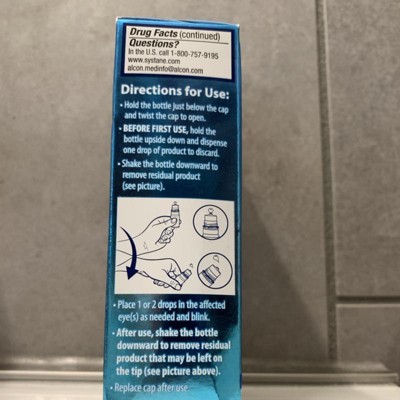 Drug Facts (continued)
Questions?
In the U.S. call 1-800-757-9195
www.systane.com
alcon.medinfo@alcon.com
Directions for Use:
• Hold the bottle just below the cap
and twist the cap to open.
• BEFORE FIRST USE, hold the
bottle upside down and dispense
one drop of product to discard.
• Shake the bottle downward to
remove residual product
(see picture).
• Place 1 or 2 drops in the affected
eye(s) as needed and blink.
• After use, shake the bottle
downward to remove residual
product that may be left on
the tip (see picture above).
• Replace cap after use